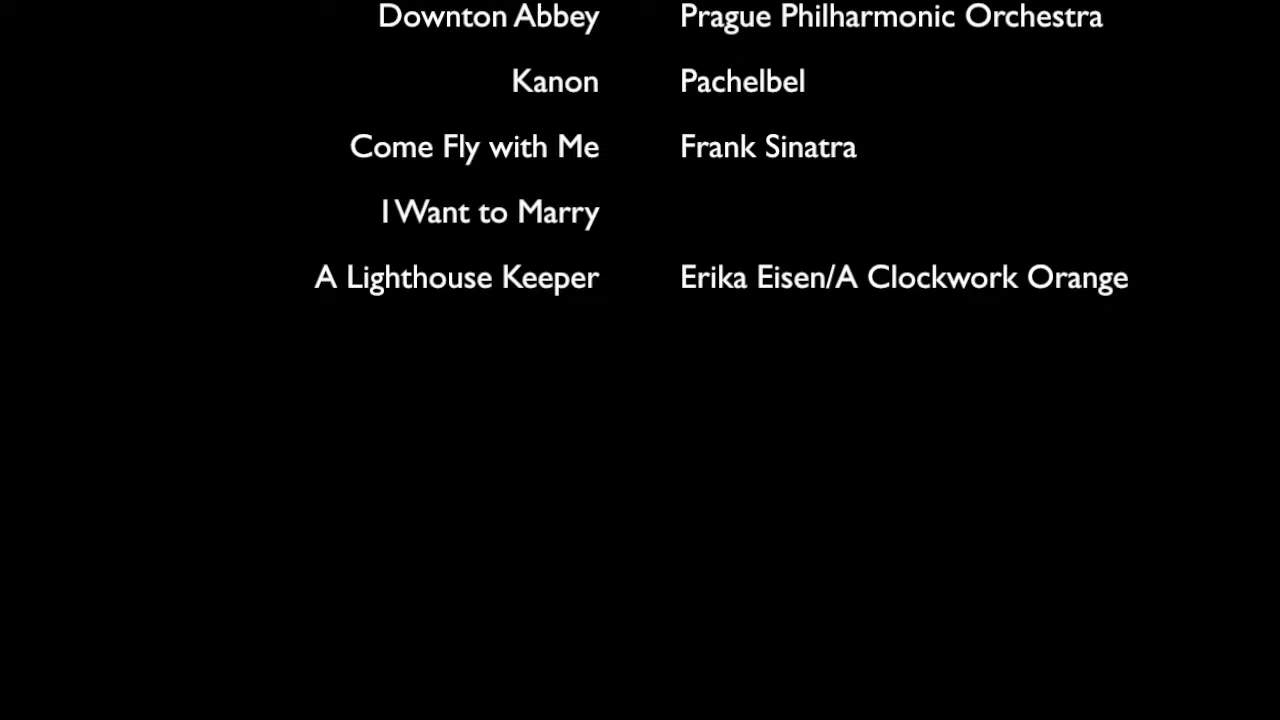 Downton Abbey Prague Philharmonic Orchestra
Kanon Pachelbel
Come Fly with Me Frank Sinatra
I Want to Marry
A Lighthouse Keeper Erika Eisen/A Clockwork Orange